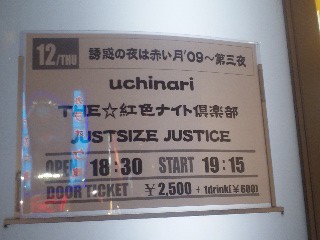 12/THU 誘惑の夜は赤い月'09～第三夜
uchinari
THE☆紅色ナイト倶楽部
JUSTSIZE JUSTICE
OPEN 18:30 START 19:15
DOOR TICKET ￥2,500 + 1drink(￥600)